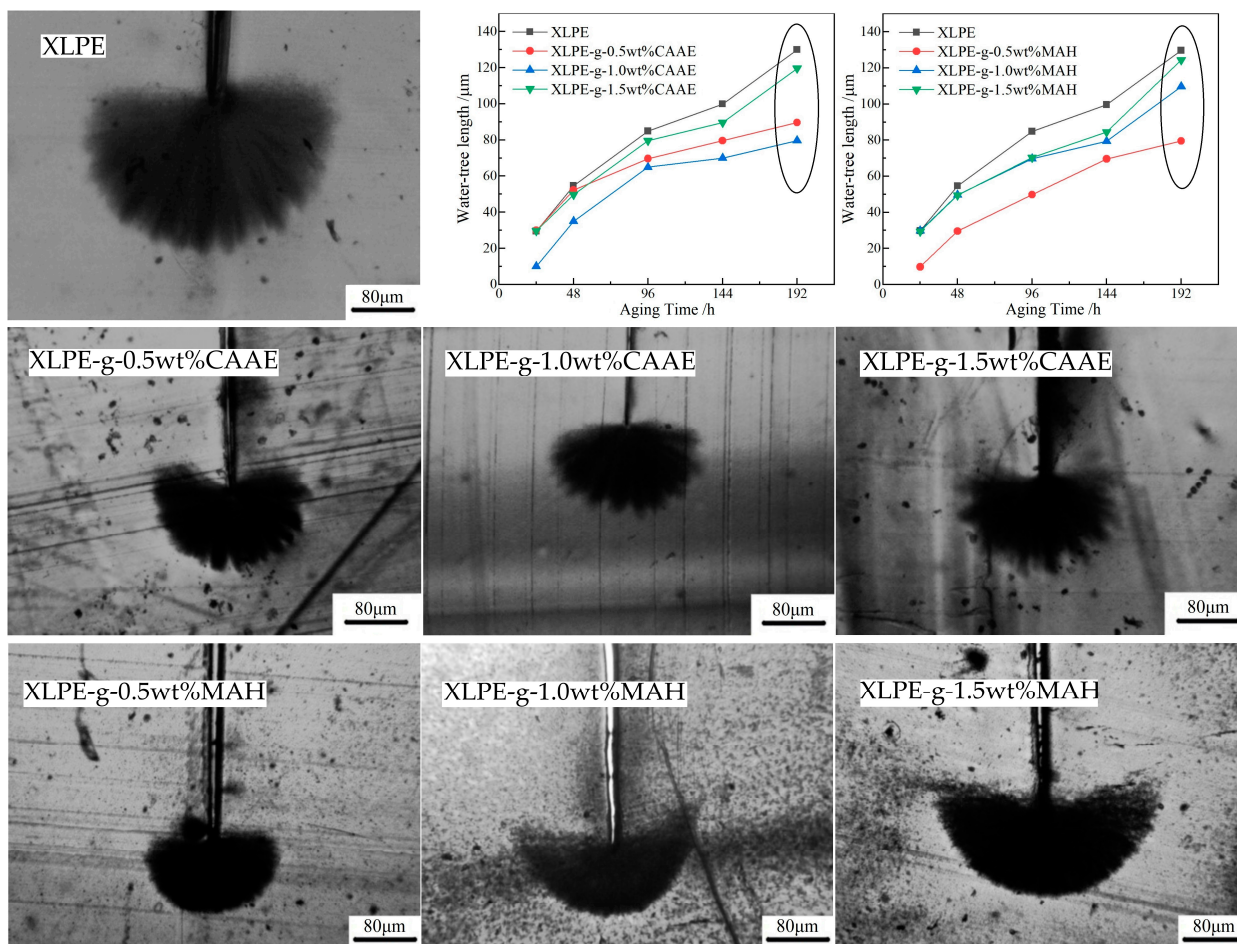 XLPE
80μm
Water-tree length /μm
140
120
100
80
60
40
20
0
0
48
96
144
192
Aging Time /h
XLPE
XLPE-g-0.5wt%CAAE
XLPE-g-1.0wt%CAAE
XLPE-g-1.5wt%CAAE
Water-tree length /μm
140
120
100
80
60
40
20
0
0
48
96
144
192
Aging Time /h
XLPE
XLPE-g-0.5wt%MAH
XLPE-g-1.0wt%MAH
XLPE-g-1.5wt%MAH
XLPE-g-0.5wt%CAAE
80μm
XLPE-g-1.0wt%CAAE
80μm
XLPE-g-1.5wt%CAAE
80μm
XLPE-g-0.5wt%MAH
80μm
XLPE-g-1.0wt%MAH
80μm
XLPE-g-1.5wt%MAH
80μm